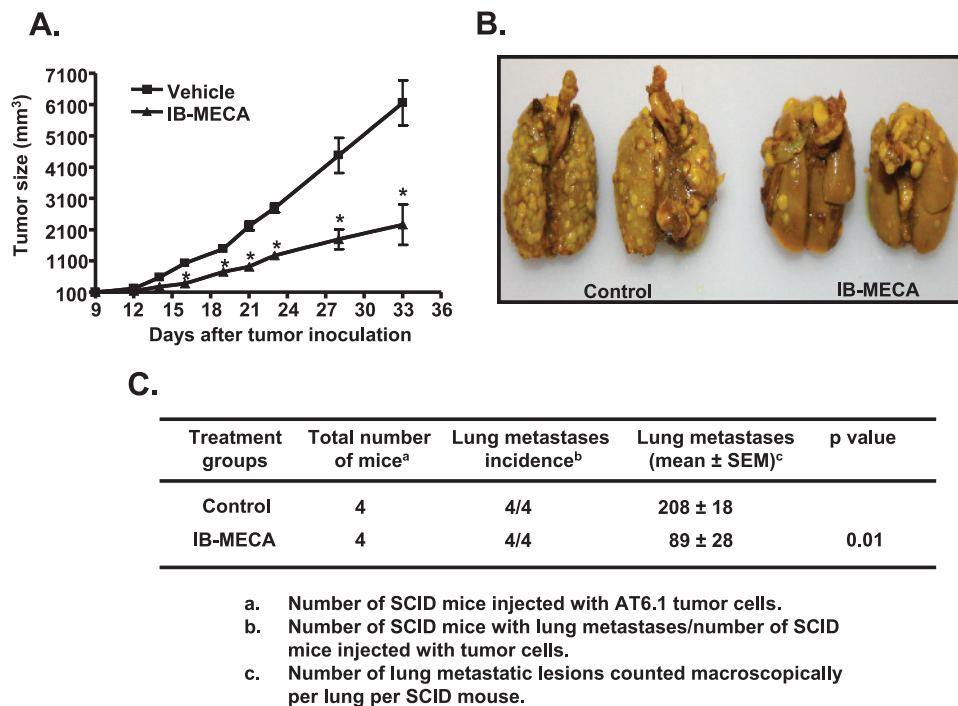 A.
7100
6100
5100
4100
3100
2100
1100
100
Tumor size (mm³)
Vehicle
IB-MECA
*
*
*
*
*
*
9 12 15 18 21 24 27 30 33 36
Days after tumor inoculation
B.
Control IB-MECA
C.
Treatment groups Total number of miceᵃ Lung metastases incidenceᵇ Lung metastases (mean ± SEM)ᶜ p value
Control 4 4/4 208 ± 18
IB-MECA 4 4/4 89 ± 28 0.01
a. Number of SCID mice injected with AT6.1 tumor cells.
b. Number of SCID mice with lung metastases/number of SCID
mice injected with tumor cells.
c. Number of lung metastatic lesions counted macroscopically
per lung per SCID mouse.